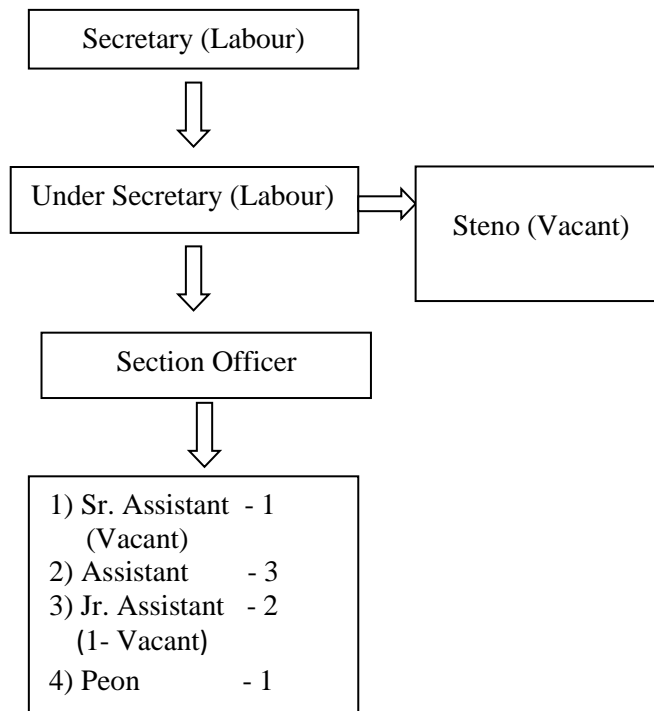 Secretary (Labour)
Under Secretary (Labour)
Steno (Vacant)
Section Officer
1) Sr. Assistant - 1
(Vacant)
2) Assistant - 3
3) Jr. Assistant - 2
(1- Vacant)
4) Peon - 1